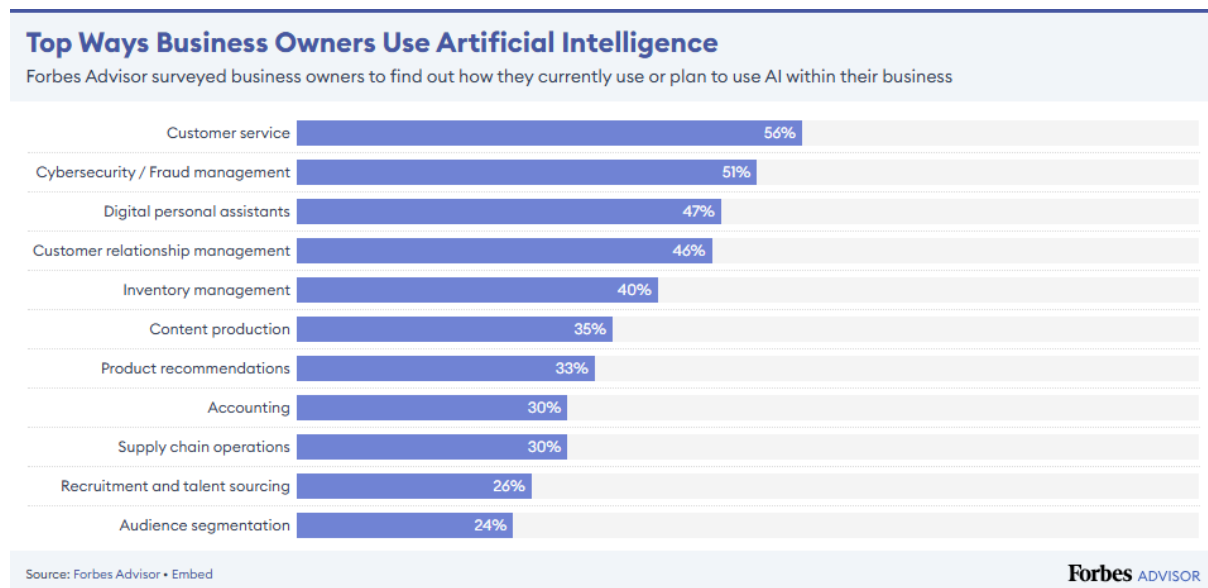 Top Ways Business Owners Use Artificial Intelligence
Forbes Advisor surveyed business owners to find out how they currently use or plan to use AI within their business
Customer service 56%
Cybersecurity / Fraud management 51%
Digital personal assistants 47%
Customer relationship management 46%
Inventory management 40%
Content production 35%
Product recommendations 33%
Accounting 30%
Supply chain operations 30%
Recruitment and talent sourcing 26%
Audience segmentation 24%
Source: Forbes Advisor • Embed
Forbes ADVISOR